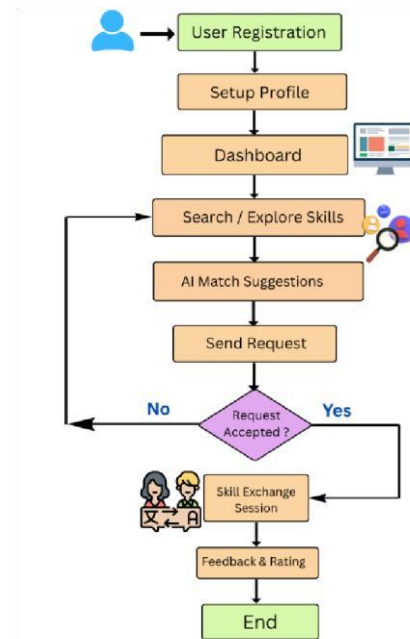 User Registration
Setup Profile
Dashboard
Search / Explore Skills
AI Match Suggestions
Send Request
No
Request
Accepted ?
Yes
文
A
Skill Exchange
Session
Feedback & Rating
End